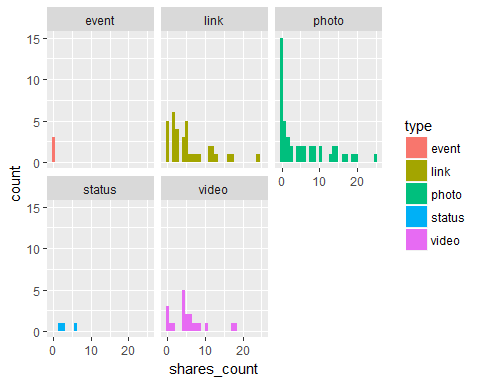 event link photo
15
10
5
0
status video
0 10 20
15
10
5
0
0 10 20 0 10 20
count
shares_count
type
event
link
photo
status
video